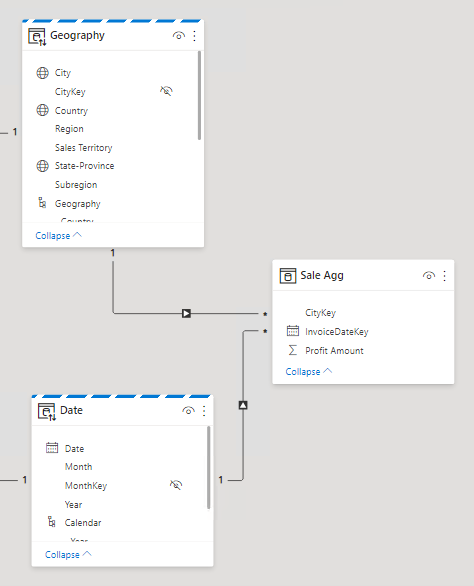 Geography
City
CityKey
Country
Region
Sales Territory
State-Province
Subregion
Geography
Country
Collapse
1
1
Sale Agg
*
CityKey
*
InvoiceDateKey
Profit Amount
Collapse
Date
Date
Month
MonthKey
1
1
Year
Calendar
Year
Collapse